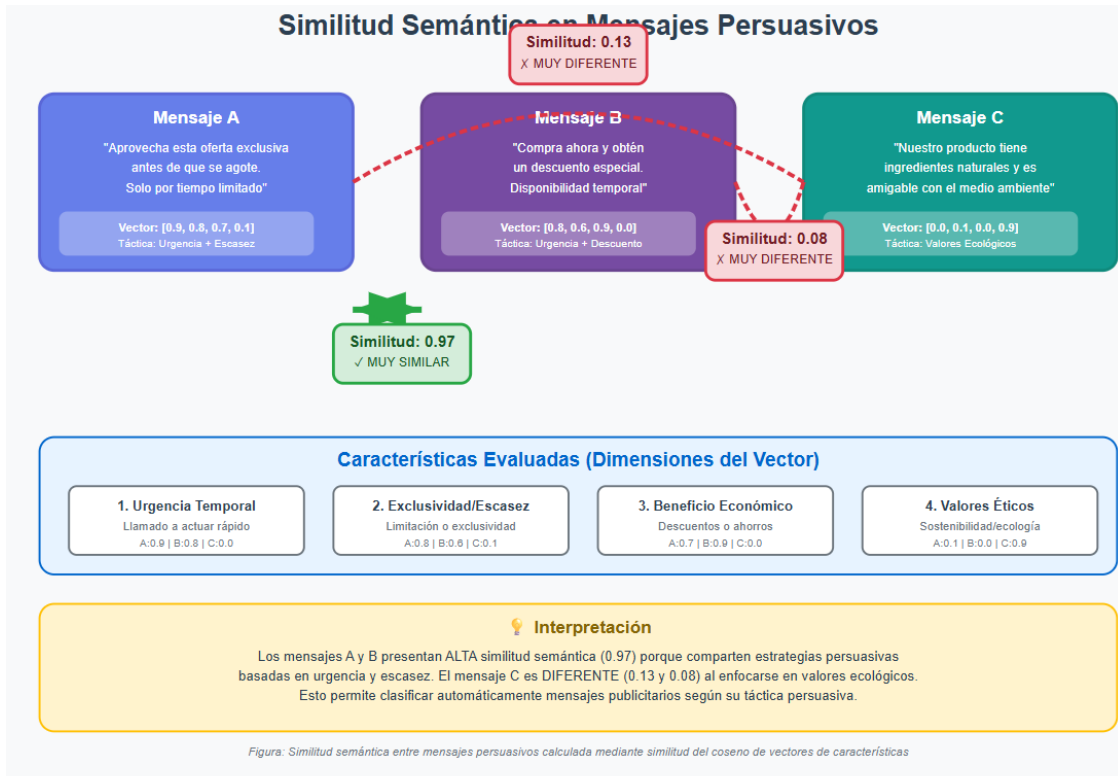 Similitud Semántica en Mensajes Persuasivos
Similitud: 0.13
✗ MUY DIFERENTE
Mensaje A
"Aprovecha esta oferta exclusiva
antes de que se agote.
Solo por tiempo limitado"
Vector: [0.9, 0.8, 0.7, 0.1]
Táctica: Urgencia + Escasez
Mensaje B
"Compra ahora y obtén
un descuento especial.
Disponibilidad temporal"
Vector: [0.8, 0.6, 0.9, 0.0]
Táctica: Urgencia + Descuento
Mensaje C
"Nuestro producto tiene
ingredientes naturales y es
amigable con el medio ambiente"
Vector: [0.0, 0.1, 0.0, 0.9]
Táctica: Valores Ecológicos
Similitud: 0.08
✗ MUY DIFERENTE
Similitud: 0.97
✓ MUY SIMILAR
Características Evaluadas (Dimensiones del Vector)
1. Urgencia Temporal
Llamado a actuar rápido
A:0.9 | B:0.8 | C:0.0
2. Exclusividad/Escasez
Limitación o exclusividad
A:0.8 | B:0.6 | C:0.1
3. Beneficio Económico
Descuentos o ahorros
A:0.7 | B:0.9 | C:0.0
4. Valores Éticos
Sostenibilidad/ecología
A:0.1 | B:0.0 | C:0.9
💡 Interpretación
Los mensajes A y B presentan ALTA similitud semántica (0.97) porque comparten estrategias persuasivas
basadas en urgencia y escasez. El mensaje C es DIFERENTE (0.13 y 0.08) al enfocarse en valores ecológicos.
Esto permite clasificar automáticamente mensajes publicitarios según su táctica persuasiva.
Figura: Similitud semántica entre mensajes persuasivos calculada mediante similitud del coseno de vectores de características